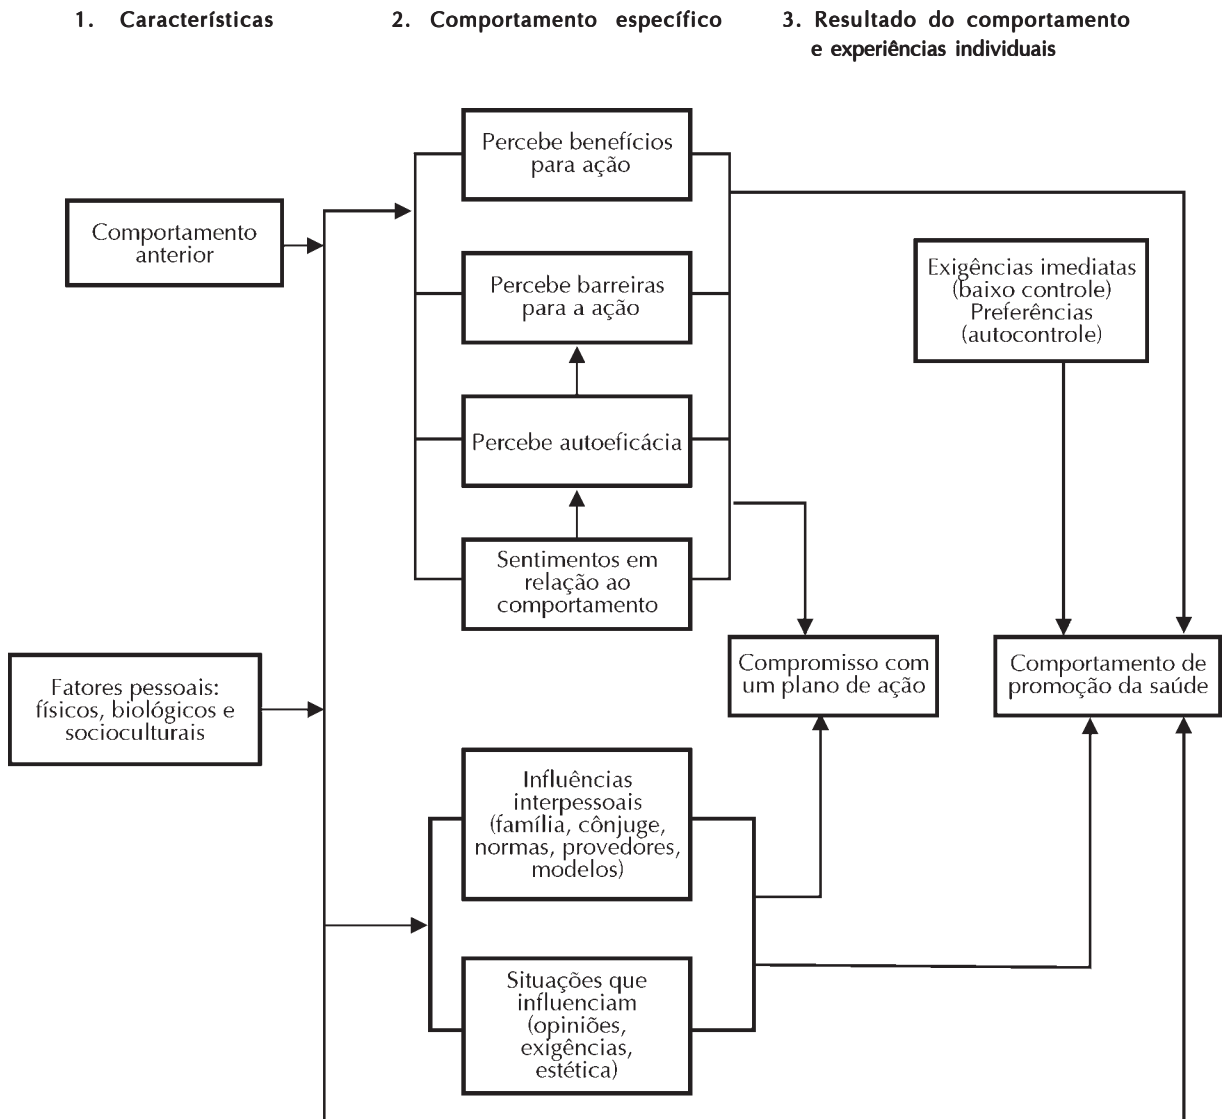 1. Características
2. Comportamento específico
3. Resultado do comportamento
e experiências individuais
Percebe benefícios
para ação
Comportamento
anterior
Percebe barreiras
para a ação
Exigências imediatas
(baixo controle)
Preferências
(autocontrole)
Percebe autoeficácia
Sentimentos em
relação ao
comportamento
Fatores pessoais:
físicos, biológicos e
socioculturais
Compromisso com
um plano de ação
Comportamento de
promoção da saúde
Influências
interpessoais
(família, cônjuge,
normas, provedores,
modelos)
Situações que
influenciam
(opiniões,
exigências,
estética)